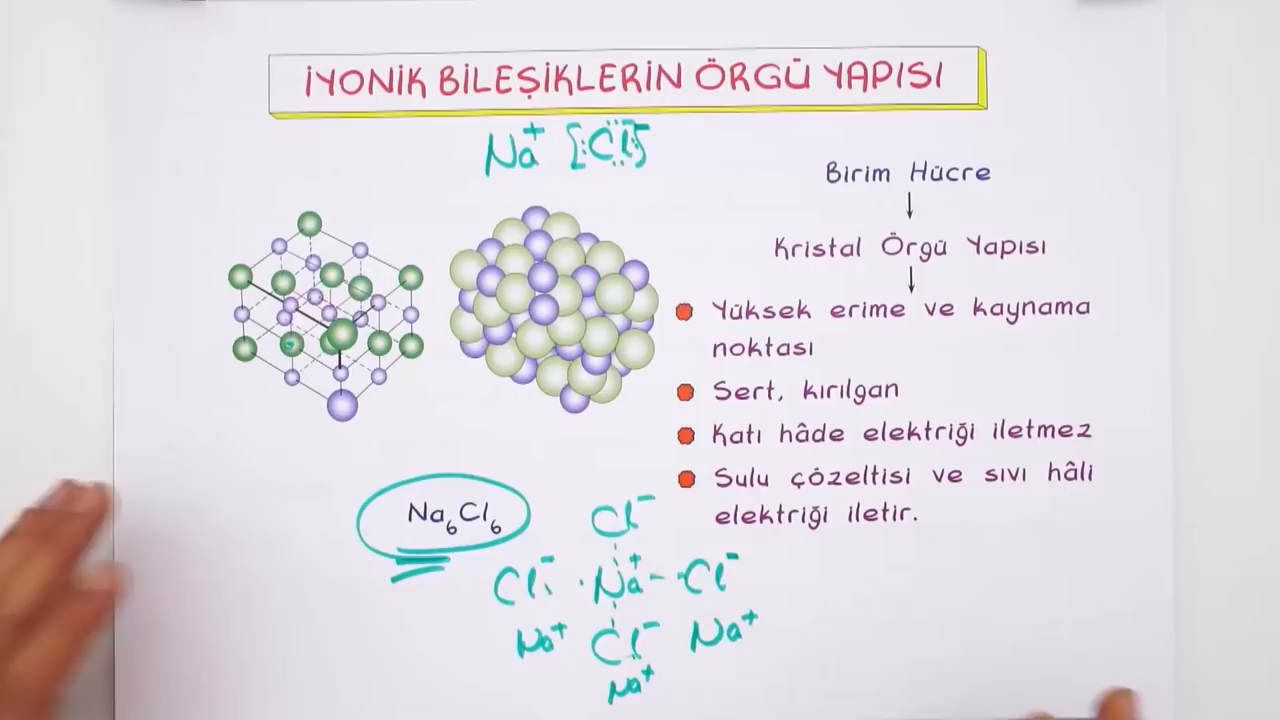 İYONİK BİLEŞİKLERİN ÖRGÜ YAPISI
Na⁺ [Cl]⁻
Birim Hücre
Kristal Örgü Yapısı
Yüksek erime ve kaynama
noktası
Sert, kırılgan
Katı hâde elektriği iletmez
Sulu çözeltisi ve sıvı hâli
elektriği iletir.
Na₆Cl₆
Cl⁻
Cl⁻ Na⁺ Cl⁻
Na⁺ Cl⁻ Na⁺
Na⁺